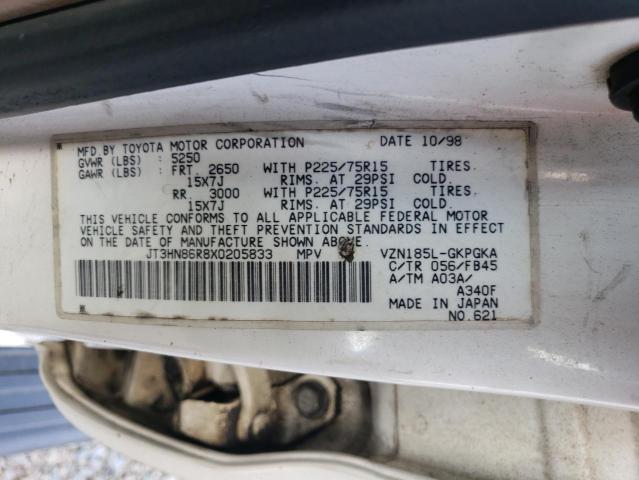 MFD. BY TOYOTA MOTOR CORPORATION DATE 10/98
GVWR (LBS) : 5250
GAWR (LBS) : FRT. 2650 WITH P225/75R15 TIRES.
15X7J RIMS. AT 29PSI COLD.
RR. 3000 WITH P225/75R15 TIRES.
15X7J RIMS. AT 29PSI COLD.
THIS VEHICLE CONFORMS TO ALL APPLICABLE FEDERAL MOTOR
VEHICLE SAFETY AND THEFT PREVENTION STANDARDS IN EFFECT
ON THE DATE OF MANUFACTURE SHOWN ABOVE.
JT3HN86R8X0205833 MPV VZN185L-GKPGKA
C/TR 056/FB45
A/TM A03A/
A340F
MADE IN JAPAN
NO.621